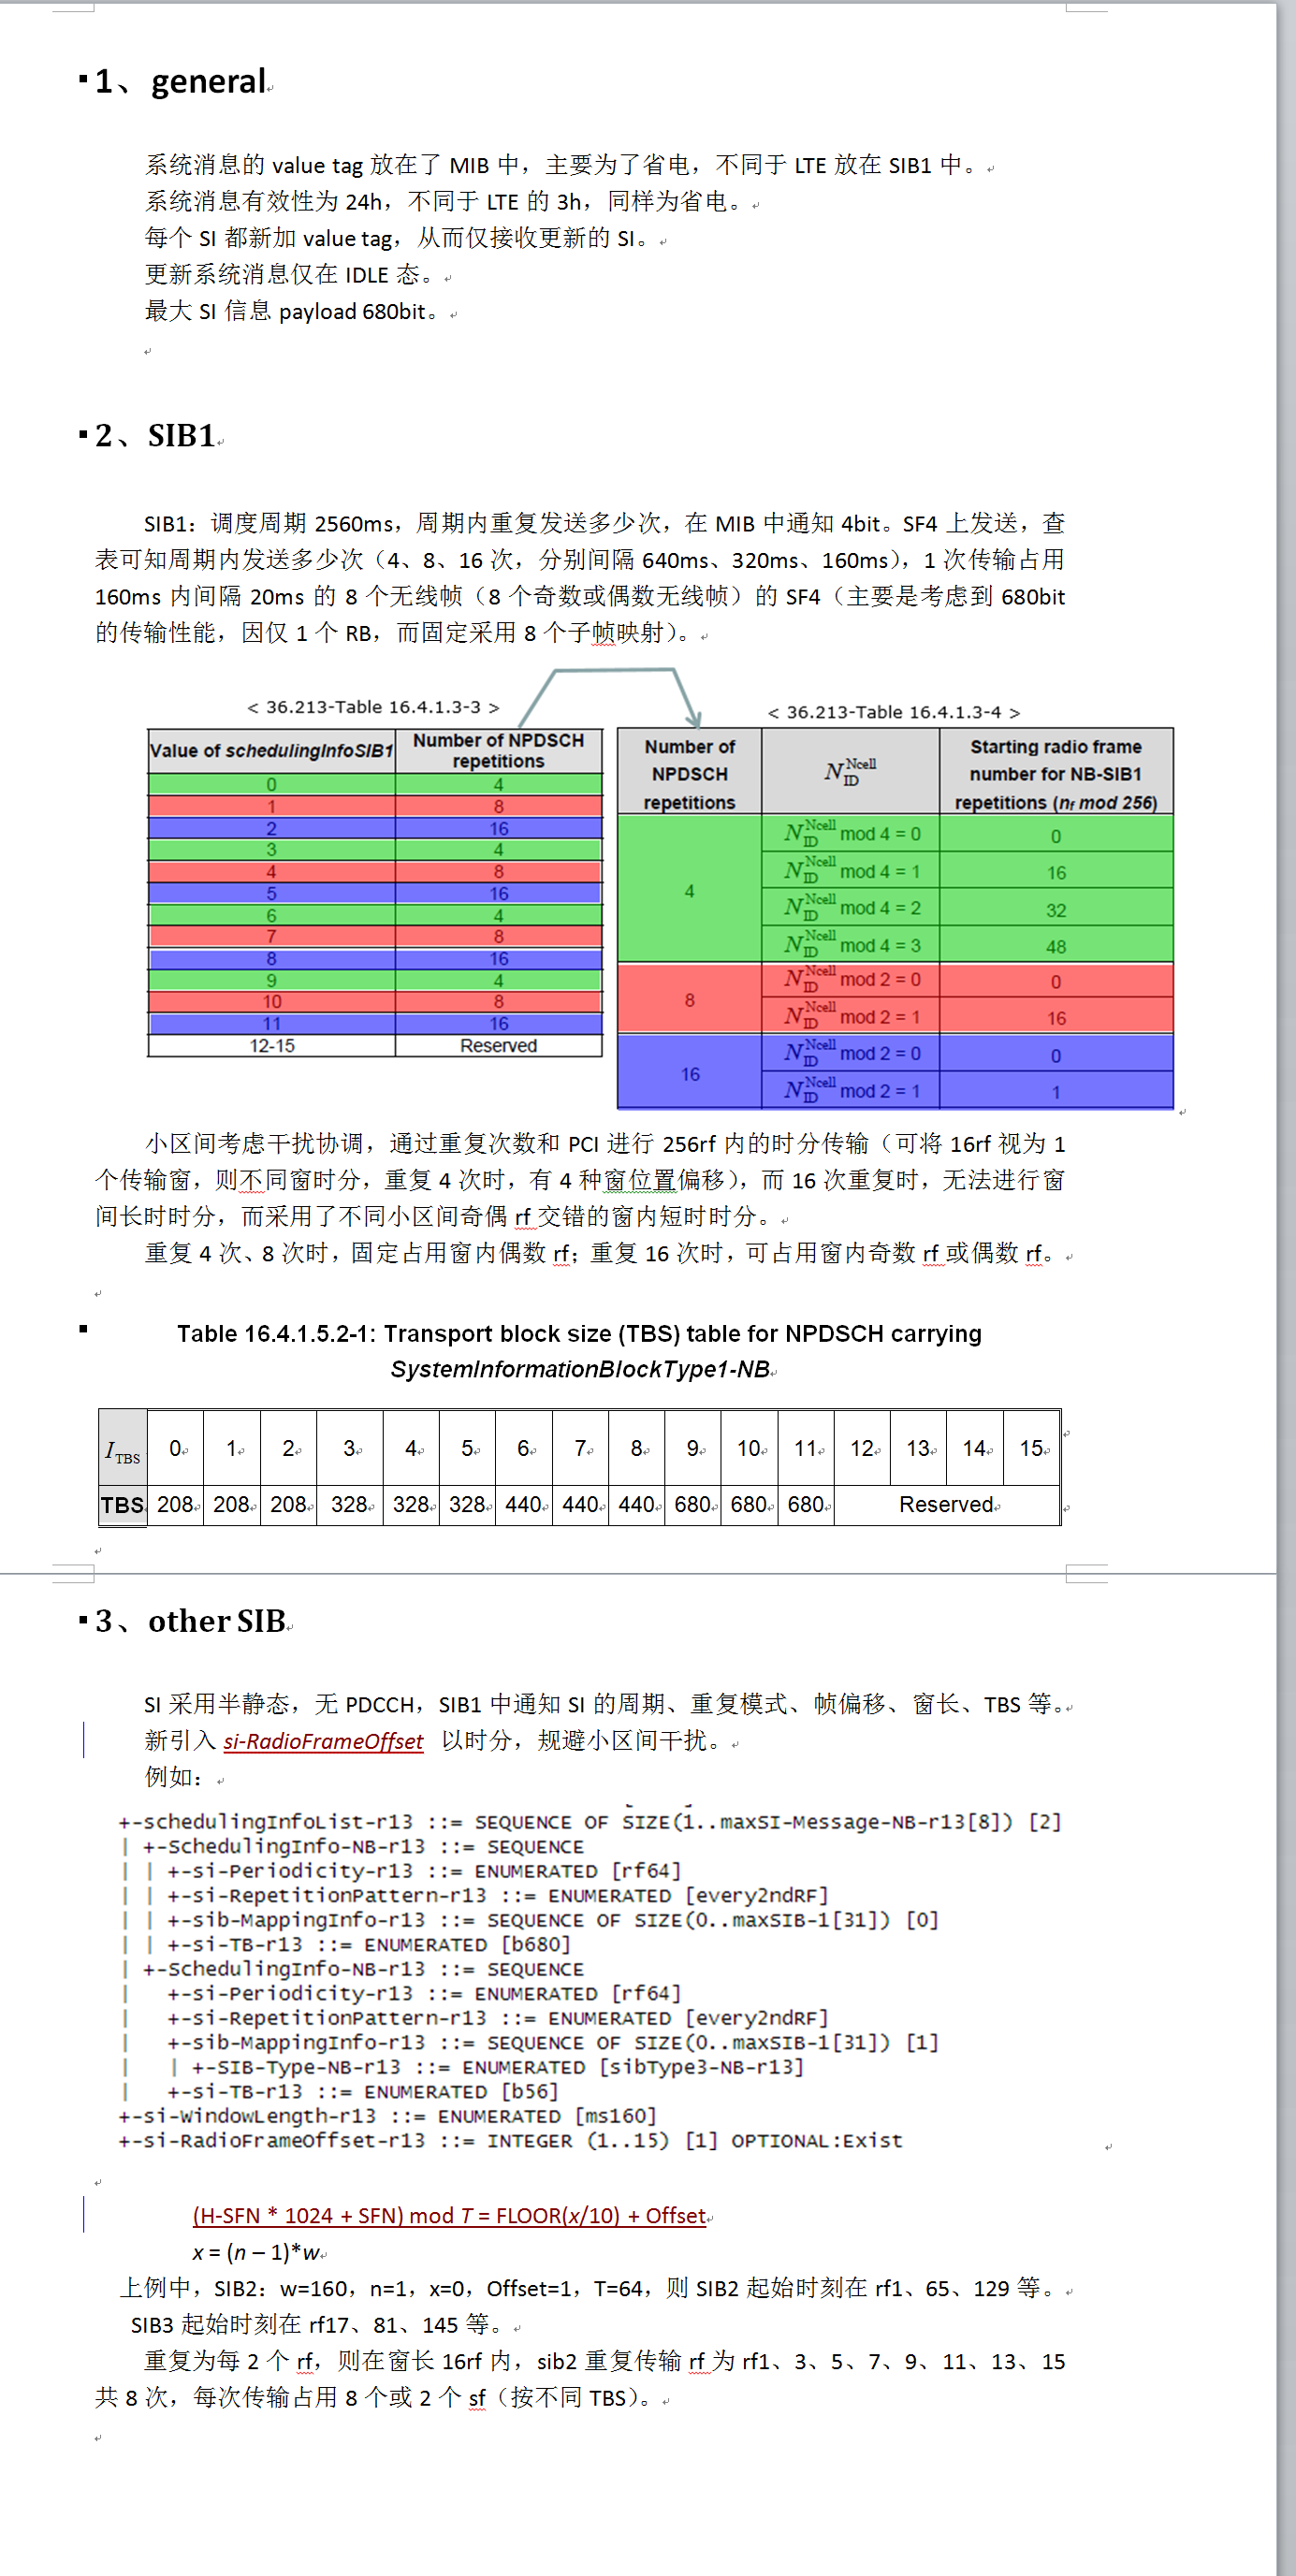 1、general
系统消息的 value tag 放在了 MIB 中，主要为了省电，不同于 LTE 放在 SIB1 中。
系统消息有效性为 24h，不同于 LTE 的 3h，同样为省电。
每个 SI 都新加 value tag，从而仅接收更新的 SI。
更新系统消息仅在 IDLE 态。
最大 SI 信息 payload 680bit。
2、SIB1
SIB1：调度周期 2560ms，周期内重复发送多少次，在 MIB 中通知 4bit。SF4 上发送，查
表可知周期内发送多少次（4、8、16 次，分别间隔 640ms、320ms、160ms），1 次传输占用
160ms 内间隔 20ms 的 8 个无线帧（8 个奇数或偶数无线帧）的 SF4（主要是考虑到 680bit
的传输性能，因仅 1 个 RB，而固定采用 8 个子帧映射）。
< 36.213-Table 16.4.1.3-3 >
Value of schedulingInfoSIB1 Number of NPDSCH repetitions
0 4
1 8
2 16
3 4
4 8
5 16
6 4
7 8
8 16
9 4
10 8
11 16
12-15 Reserved
< 36.213-Table 16.4.1.3-4 >
Number of NPDSCH repetitions N_ID^Ncell Starting radio frame number for NB-SIB1 repetitions (nf mod 256)
4 N_ID^Ncell mod 4 = 0 0
N_ID^Ncell mod 4 = 1 16
N_ID^Ncell mod 4 = 2 32
N_ID^Ncell mod 4 = 3 48
8 N_ID^Ncell mod 2 = 0 0
N_ID^Ncell mod 2 = 1 16
16 N_ID^Ncell mod 2 = 0 0
N_ID^Ncell mod 2 = 1 1
小区间考虑干扰协调，通过重复次数和 PCI 进行 256rf 内的时分传输（可将 16rf 视为 1
个传输窗，则不同窗时分，重复 4 次时，有 4 种窗位置偏移），而 16 次重复时，无法进行窗
间长时时分，而采用了不同小区间奇偶 rf 交错的窗内短时时分。
重复 4 次、8 次时，固定占用窗内偶数 rf；重复 16 次时，可占用窗内奇数 rf 或偶数 rf。
Table 16.4.1.5.2-1: Transport block size (TBS) table for NPDSCH carrying
SystemInformationBlockType1-NB
I_TBS 0 1 2 3 4 5 6 7 8 9 10 11 12 13 14 15
TBS 208 208 208 328 328 328 440 440 440 680 680 680 Reserved
3、other SIB
SI 采用半静态，无 PDCCH，SIB1 中通知 SI 的周期、重复模式、帧偏移、窗长、TBS 等。
新引入 si-RadioFrameOffset 以时分，规避小区间干扰。
例如：
+-schedulingInfoList-r13 ::= SEQUENCE OF SIZE(1..maxSI-Message-NB-r13[8]) [2]
| +-SchedulingInfo-NB-r13 ::= SEQUENCE
| | +-si-Periodicity-r13 ::= ENUMERATED [rf64]
| | +-si-RepetitionPattern-r13 ::= ENUMERATED [every2ndRF]
| | +-sib-MappingInfo-r13 ::= SEQUENCE OF SIZE(0..maxSIB-1[31]) [0]
| | +-si-TB-r13 ::= ENUMERATED [b680]
| +-SchedulingInfo-NB-r13 ::= SEQUENCE
| +-si-Periodicity-r13 ::= ENUMERATED [rf64]
| +-si-RepetitionPattern-r13 ::= ENUMERATED [every2ndRF]
| +-sib-MappingInfo-r13 ::= SEQUENCE OF SIZE(0..maxSIB-1[31]) [1]
| | +-SIB-Type-NB-r13 ::= ENUMERATED [sibType3-NB-r13]
| +-si-TB-r13 ::= ENUMERATED [b56]
+-si-WindowLength-r13 ::= ENUMERATED [ms160]
+-si-RadioFrameOffset-r13 ::= INTEGER (1..15) [1] OPTIONAL:Exist
(H-SFN * 1024 + SFN) mod T = FLOOR(x/10) + Offset
x = (n – 1)*w
上例中，SIB2：w=160，n=1，x=0，Offset=1，T=64，则 SIB2 起始时刻在 rf1、65、129 等。
SIB3 起始时刻在 rf17、81、145 等。
重复为每 2 个 rf，则在窗长 16rf 内，sib2 重复传输 rf 为 rf1、3、5、7、9、11、13、15
共 8 次，每次传输占用 8 个或 2 个 sf（按不同 TBS）。